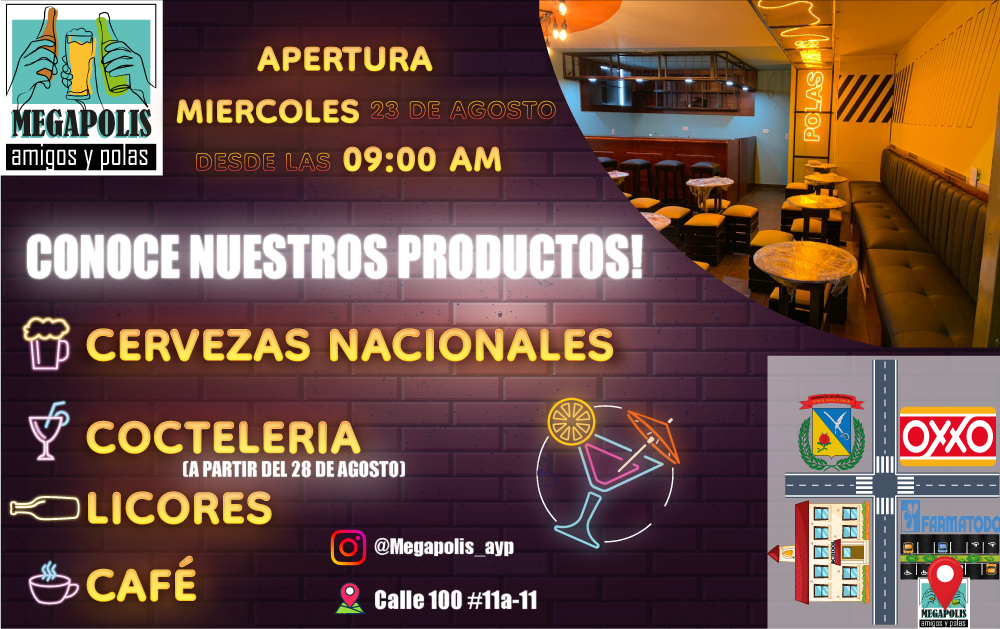 MEGAPOLIS
amigos y polas
APERTURA
MIERCOLES 23 DE AGOSTO
DESDE LAS 09:00 AM
POLAS
CONOCE NUESTROS PRODUCTOS!
CERVEZAS NACIONALES
COCTELERIA
(A PARTIR DEL 28 DE AGOSTO)
LICORES
CAFÉ
@Megapolis_ayp
Calle 100 #11a-11
OXXO
FARMATODO
SCHOOL
MEGAPOLIS
amigos y polas